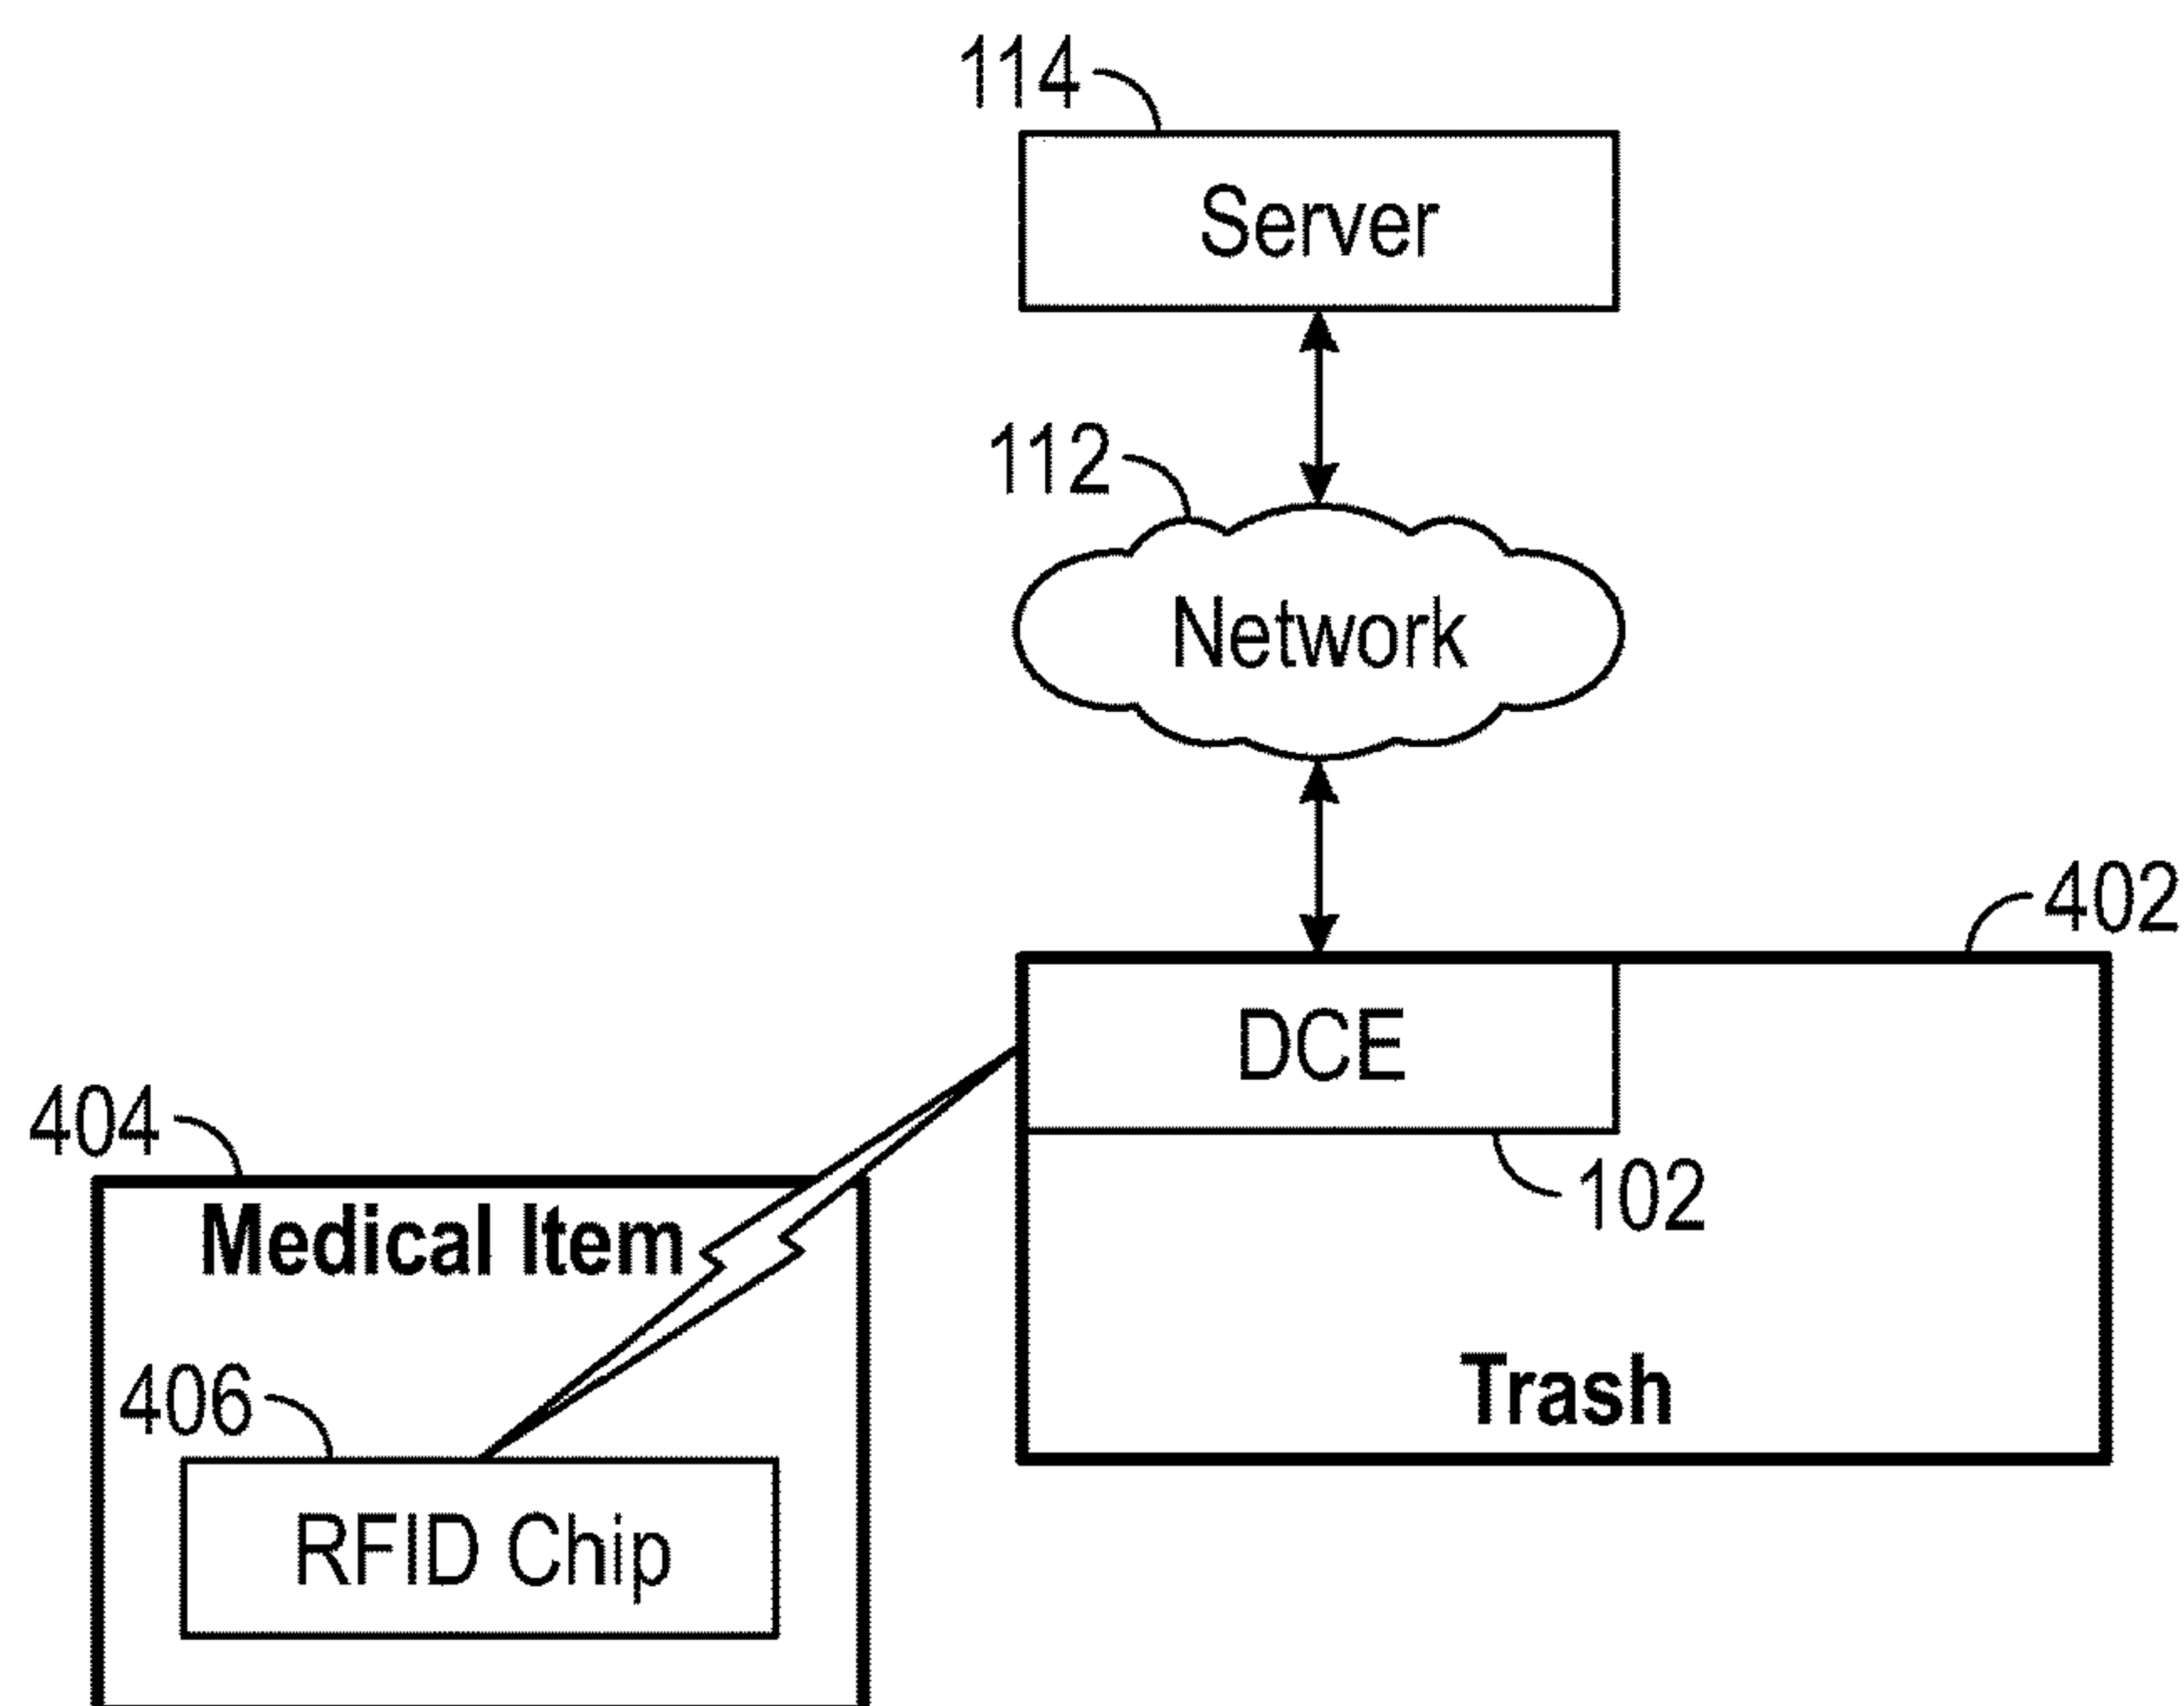 114
Server
112
Network
402
DCE
404
102
Medical Item
Trash
406
RFID Chip